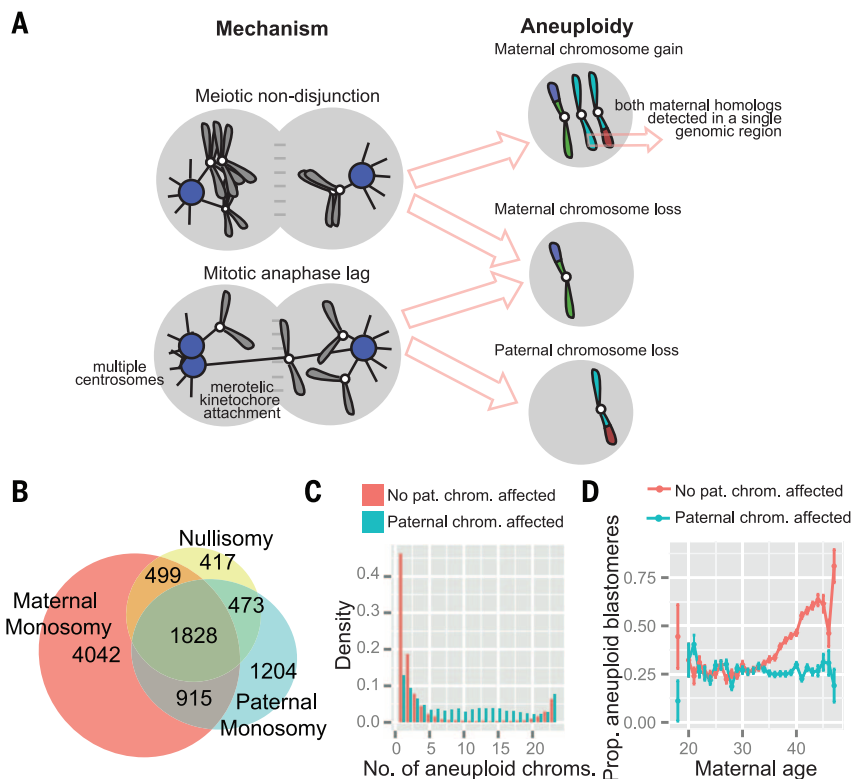 A
Mechanism
Aneuploidy
Maternal chromosome gain
Meiotic non-disjunction
both maternal homologs
detected in a single
genomic region
Maternal chromosome loss
Mitotic anaphase lag
Paternal chromosome loss
multiple
centrosomes
merotelic
kinetochore
attachment
B
Nullisomy
417
499
473
Maternal
Monosomy
4042
1828
1204
915
Paternal
Monosomy
C
No pat. chrom. affected
Paternal chrom. affected
Density
0.4
0.3
0.2
0.1
0.0
0 5 10 15 20
No. of aneuploid chroms.
D
No pat. chrom. affected
Paternal chrom. affected
Prop. aneuploid blastomeres
0.75
0.50
0.25
0.00
20 30 40
Maternal age